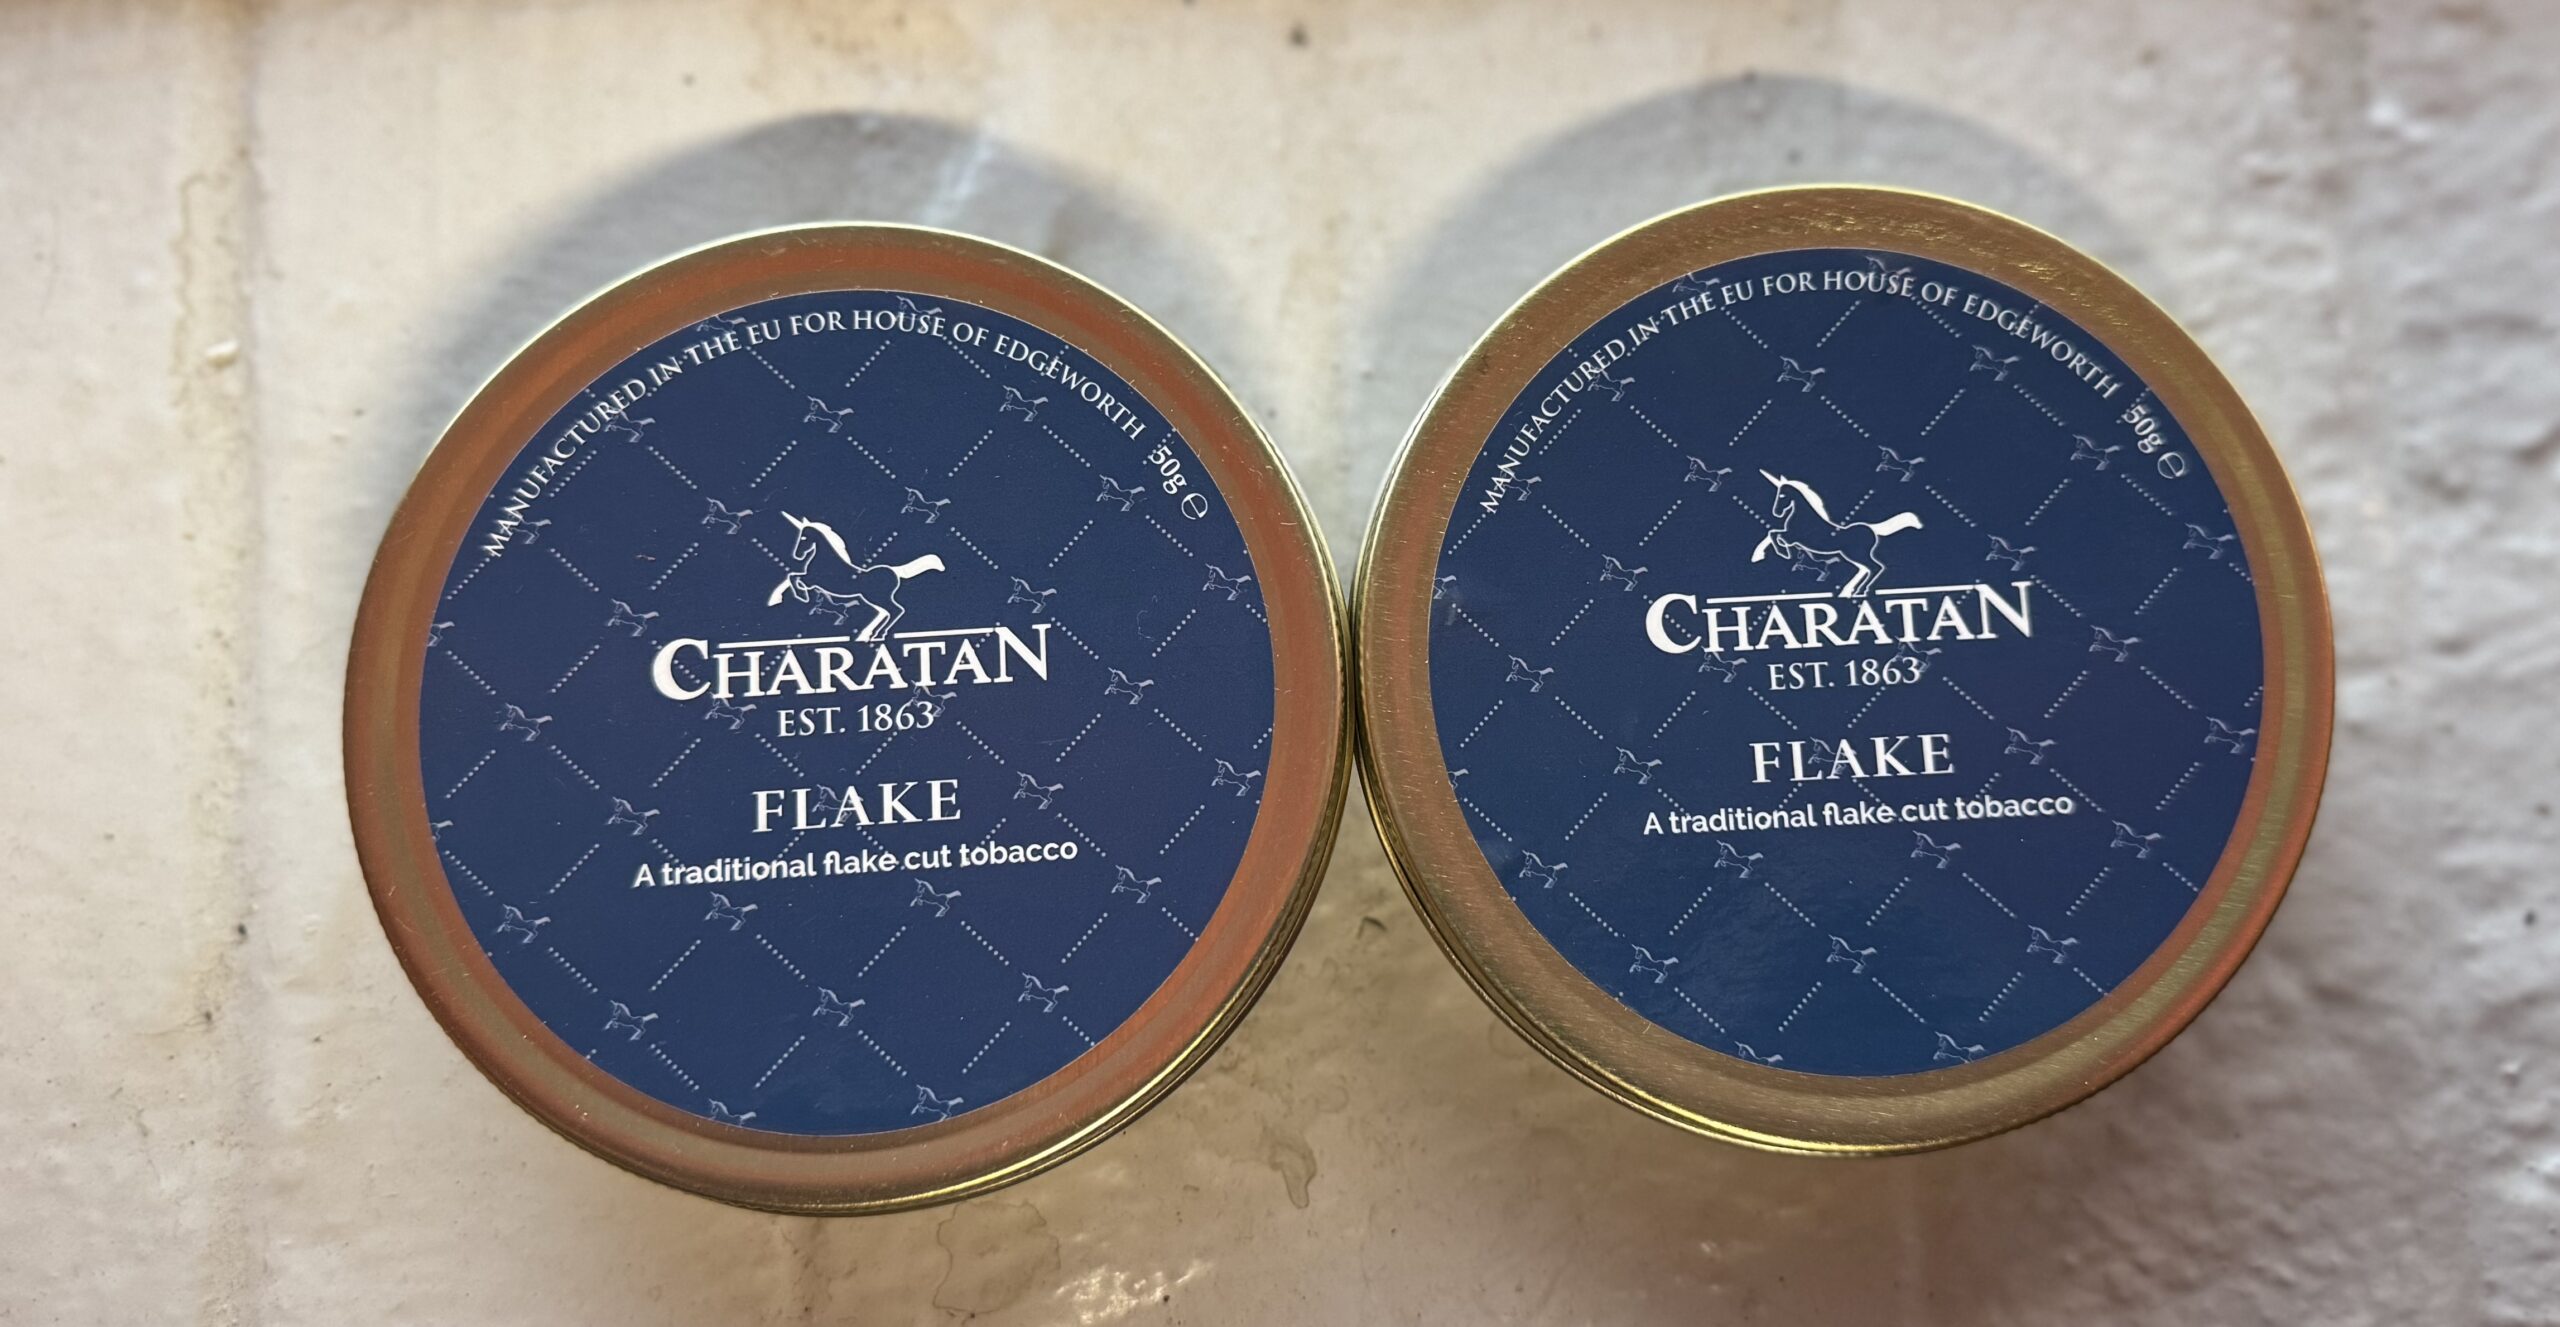 MANUFACTURED IN THE EU FOR HOUSE OF EDGEWORTH 50g ℮
CHARATAN
EST. 1863
FLAKE
A traditional flake cut tobacco
MANUFACTURED IN THE EU FOR HOUSE OF EDGEWORTH 50g ℮
CHARATAN
EST. 1863
FLAKE
A traditional flake cut tobacco